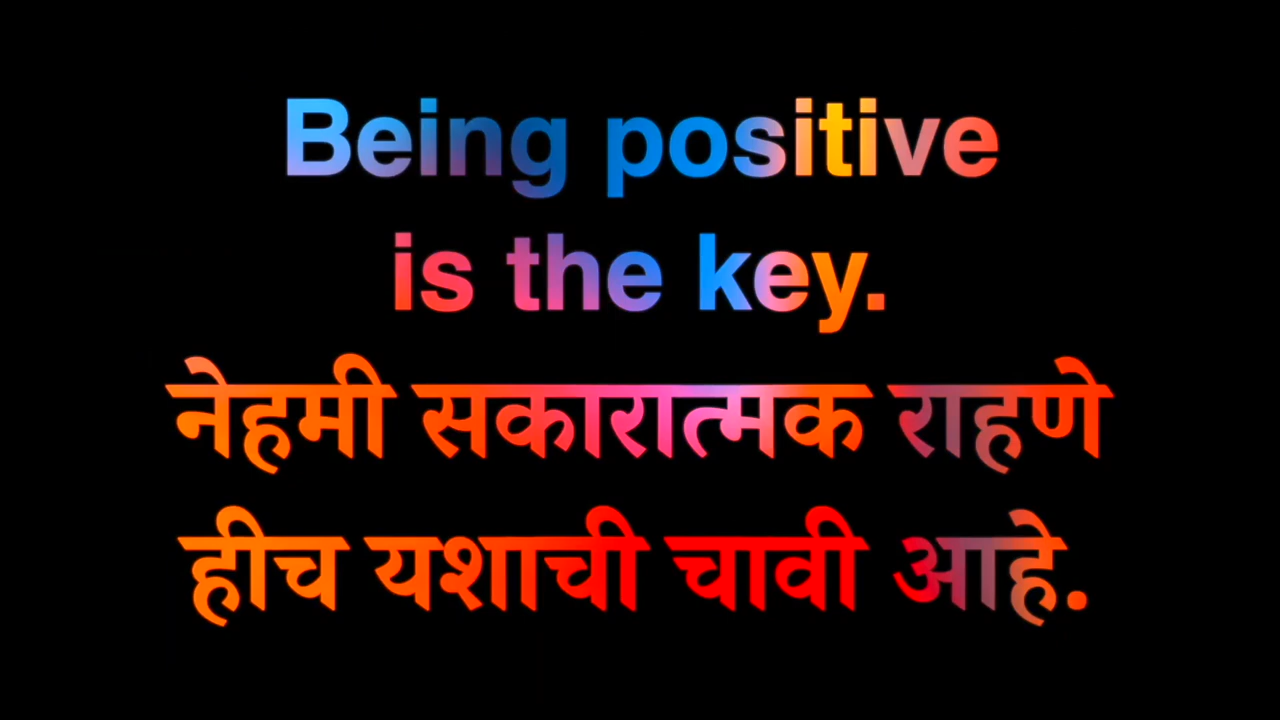 Being positive
is the key.
नेहमी सकारात्मक राहणे
हीच यशाची चावी आहे.